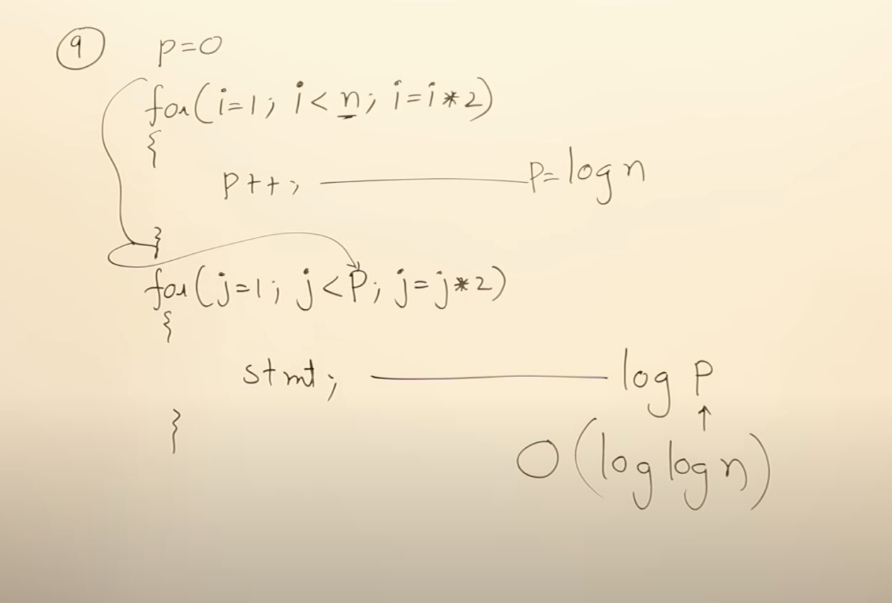 9 p=0
for(i=1; i<n; i=i*2)
{
p++; p=log n
}
for(j=1; j<p; j=j*2)
{
stmt; log p
}
↑
O(log log n)